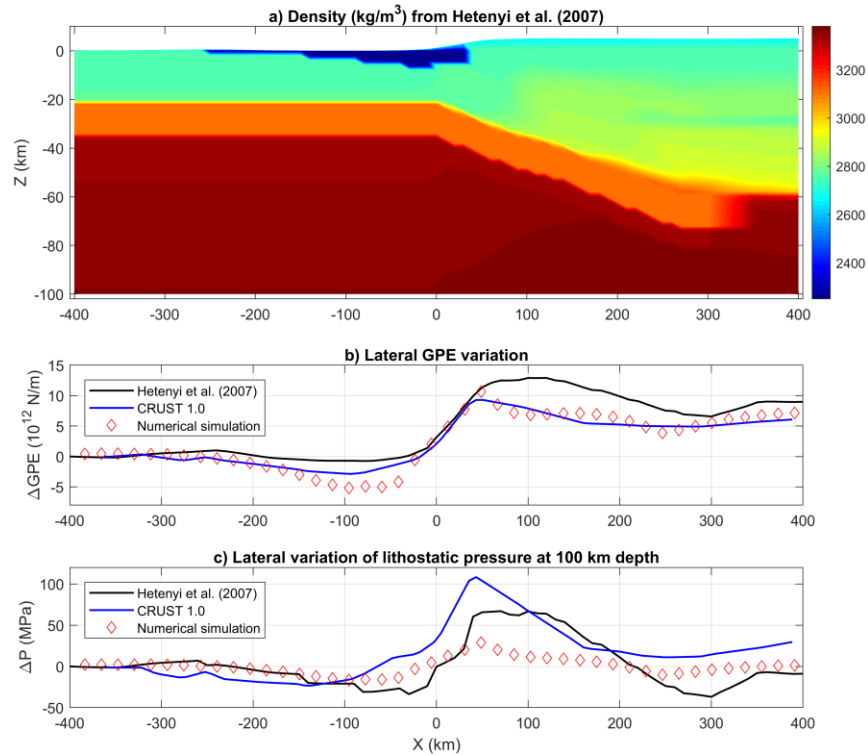 a) Density (kg/m³) from Hetenyi et al. (2007)
0
-20
-40
-60
-80
-100
Z (km)
-400 -300 -200 -100 0 100 200 300 400
3200
3000
2800
2600
2400
b) Lateral GPE variation
15
10
5
0
-5
ΔGPE (10¹² N/m)
Hetenyi et al. (2007)
CRUST 1.0
Numerical simulation
-400 -300 -200 -100 0 100 200 300 400
c) Lateral variation of lithostatic pressure at 100 km depth
100
50
0
-50
ΔP (MPa)
Hetenyi et al. (2007)
CRUST 1.0
Numerical simulation
-400 -300 -200 -100 0 100 200 300 400
X (km)